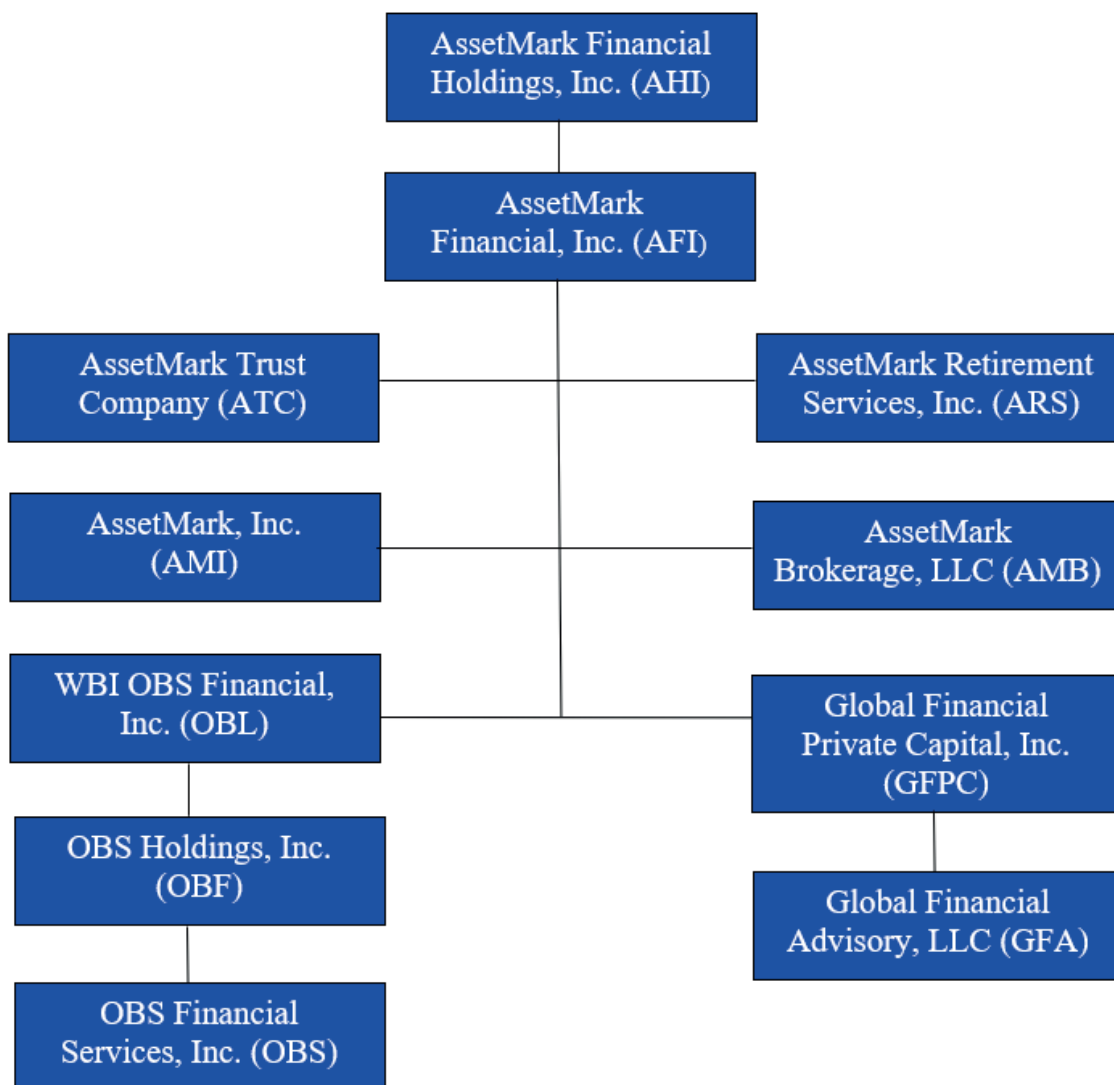 AssetMark Financial
Holdings, Inc. (AHI)
AssetMark
Financial, Inc. (AFI)
AssetMark Trust
Company (ATC)
AssetMark Retirement
Services, Inc. (ARS)
AssetMark, Inc.
(AMI)
AssetMark
Brokerage, LLC (AMB)
WBI OBS Financial,
Inc. (OBL)
Global Financial
Private Capital, Inc.
(GFPC)
OBS Holdings, Inc.
(OBF)
Global Financial
Advisory, LLC (GFA)
OBS Financial
Services, Inc. (OBS)